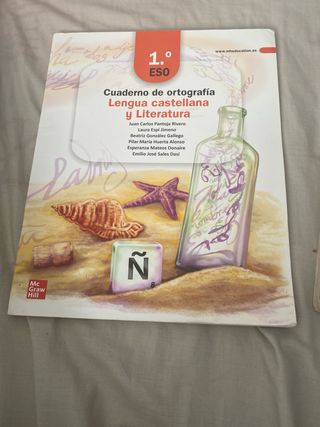 1.º
ESO
www.mheducation.es
Cuaderno de ortografía
Lengua castellana
y Literatura
Juan Carlos Pantoja Rivero
Laura Espí Jimeno
Beatriz González Gallego
Pilar María Huerta Alonso
Esperanza Mateos Donaire
Emilio José Sales Dasí
Ñ
8
Mc
Graw
Hill